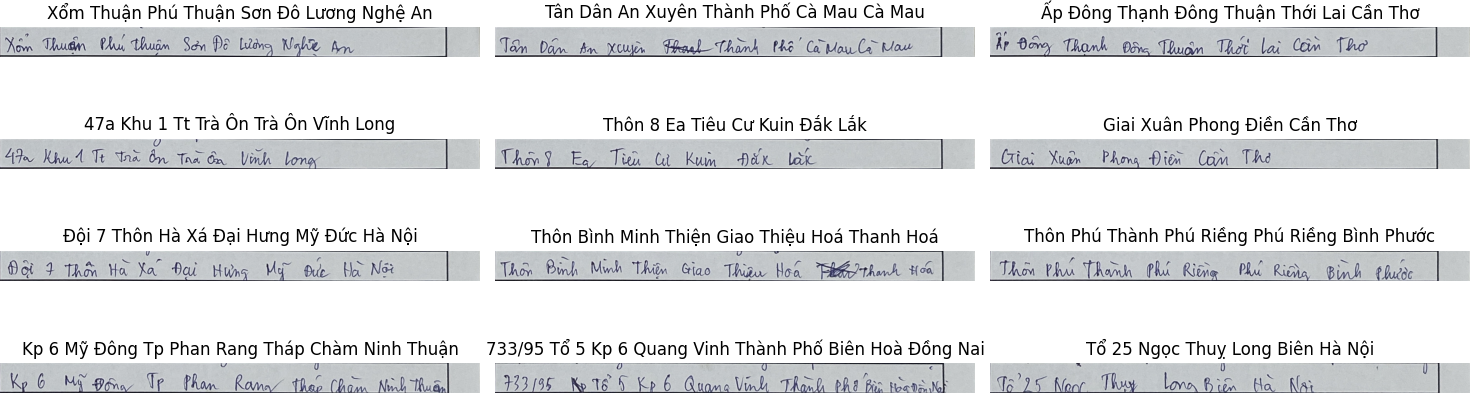 Xổm Thuận Phú Thuận Sơn Đô Lương Nghệ An
Tân Dân An Xuyên Thành Phố Cà Mau Cà Mau
Ấp Đông Thạnh Đông Thuận Thới Lai Cần Thơ
Xóm Thuận Phú thuận Sơn Đô Lương Nghệ An
Tân Dân An Xuyên Thành Phố Cà Mau Cà Mau
Ấp Đông Thạnh Đông Thuận Thới Lai Cần Thơ
47a Khu 1 Tt Trà Ôn Trà Ôn Vĩnh Long
Thôn 8 Ea Tiêu Cư Kuin Đắk Lắk
Giai Xuân Phong Điền Cần Thơ
47a Khu 1 Tt trà Ôn Trà Ôn Vĩnh Long
Thôn 8 Ea Tiêu Cư Kuin Đắk Lắk
Giai Xuân Phong Điền Cần Thơ
Đội 7 Thôn Hà Xá Đại Hưng Mỹ Đức Hà Nội
Thôn Bình Minh Thiện Giao Thiệu Hoá Thanh Hoá
Thôn Phú Thành Phú Riềng Phú Riềng Bình Phước
Đội 7 Thôn Hà Xá Đại Hưng Mỹ Đức Hà Nội
Thôn Bình Minh Thiện Giao Thiệu Hoá Thanh Hoá
Thôn Phú Thành Phú Riềng Phú Riềng Bình Phước
Kp 6 Mỹ Đông Tp Phan Rang Tháp Chàm Ninh Thuận
733/95 Tổ 5 Kp 6 Quang Vinh Thành Phố Biên Hoà Đồng Nai
Tổ 25 Ngọc Thuỵ Long Biên Hà Nội
Kp 6 Mỹ Đông Tp Phan Rang Tháp Chàm Ninh Thuận
733/95 Tổ 5 Kp 6 Quang Vinh Thành Phố Biên Hoà Đồng Nai
Tổ 25 Ngọc Thuỵ Long Biên Hà Nội